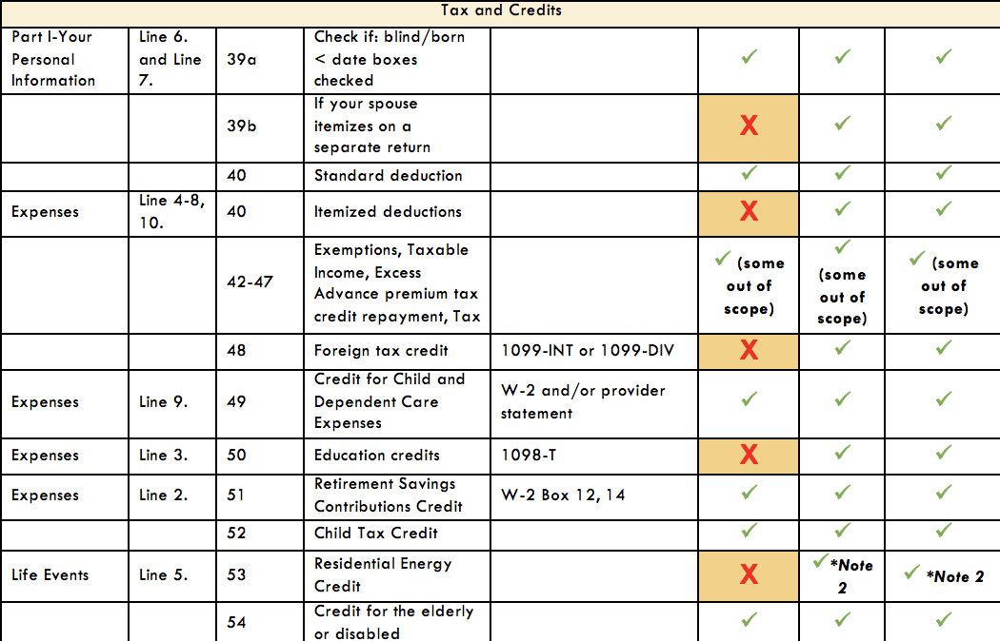 Tax and Credits
Part I-Your
Personal
Information
Line 6.
and Line
7.
39a
Check if: blind/born
< date boxes
checked
✓
✓
✓
39b
If your spouse
itemizes on a
separate return
X
✓
✓
40
Standard deduction
✓
✓
✓
Expenses
Line 4-8,
10.
40
Itemized deductions
X
✓
✓
42-47
Exemptions, Taxable
Income, Excess
Advance premium tax
credit repayment, Tax
✓ (some
out of
scope)
✓
(some
out of
scope)
✓ (some
out of
scope)
48
Foreign tax credit
1099-INT or 1099-DIV
X
✓
✓
Expenses
Line 9.
49
Credit for Child and
Dependent Care
Expenses
W-2 and/or provider
statement
✓
✓
✓
Expenses
Line 3.
50
Education credits
1098-T
X
✓
✓
Expenses
Line 2.
51
Retirement Savings
Contributions Credit
W-2 Box 12, 14
✓
✓
✓
52
Child Tax Credit
✓
✓
✓
Life Events
Line 5.
53
Residential Energy
Credit
X
✓ *Note
2
✓ *Note 2
54
Credit for the elderly
or disabled
✓
✓
✓